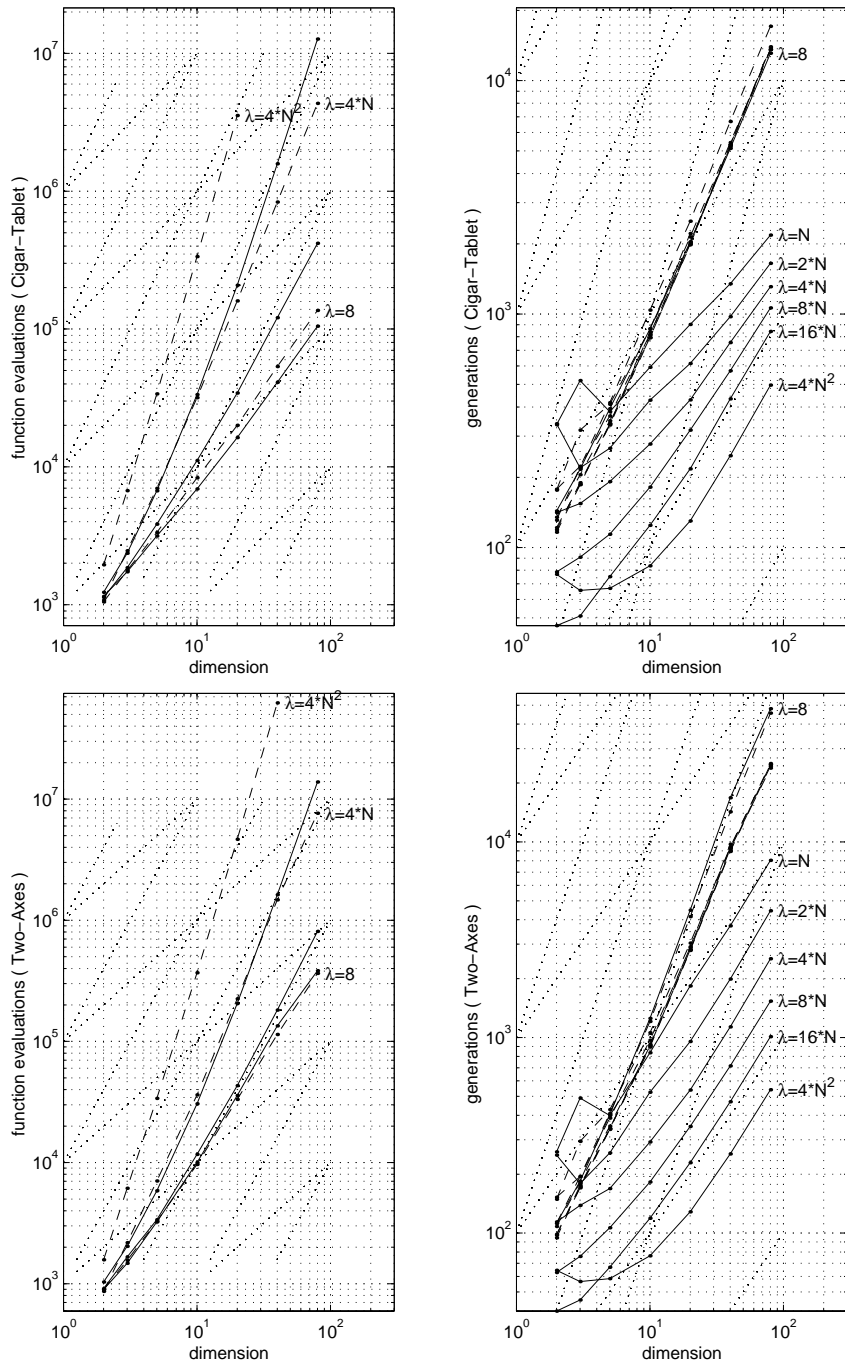 10^7
10^6
10^5
10^4
10^3
function evaluations ( Cigar−Tablet )
λ=4*N^2
λ=4*N
λ=8
10^0
10^1
10^2
dimension
10^4
10^3
10^2
generations ( Cigar−Tablet )
λ=8
λ=N
λ=2*N
λ=4*N
λ=8*N
λ=16*N
λ=4*N^2
10^0
10^1
10^2
dimension
10^7
10^6
10^5
10^4
10^3
function evaluations ( Two−Axes )
λ=4*N^2
λ=4*N
λ=8
10^0
10^1
10^2
dimension
10^4
10^3
10^2
generations ( Two−Axes )
λ=8
λ=N
λ=2*N
λ=4*N
λ=8*N
λ=16*N
λ=4*N^2
10^0
10^1
10^2
dimension